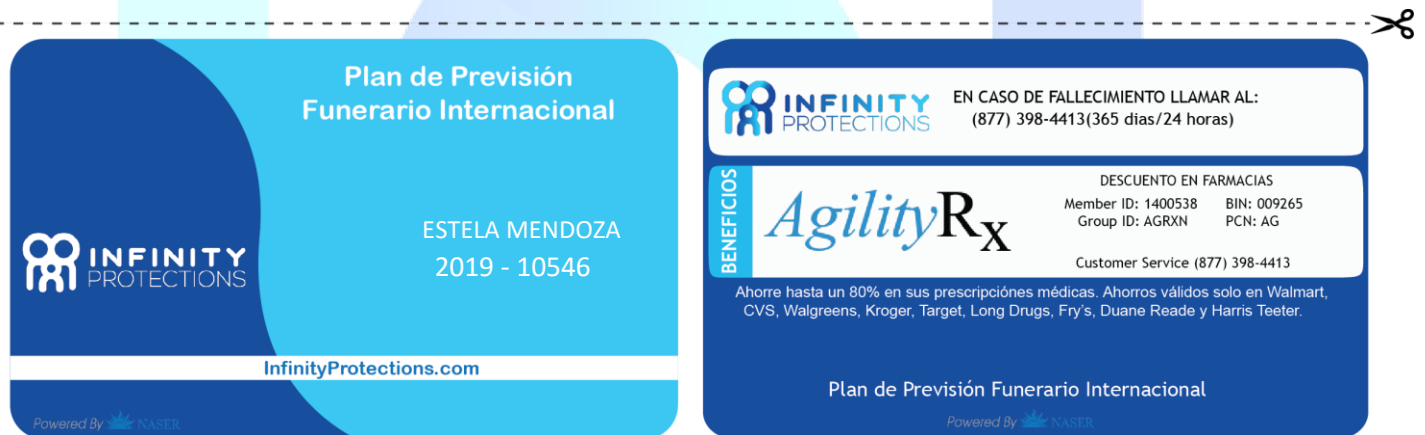 Plan de Previsión
Funerario Internacional
ESTELA MENDOZA
2019 - 10546
INFINITY
PROTECTIONS
InfinityProtections.com
Powered By NASER
INFINITY
PROTECTIONS
EN CASO DE FALLECIMIENTO LLAMAR AL:
(877) 398-4413(365 dias/24 horas)
BENEFICIOS
AgilityRx
DESCUENTO EN FARMACIAS
Member ID: 1400538 BIN: 009265
Group ID: AGRXN PCN: AG
Customer Service (877) 398-4413
Ahorre hasta un 80% en sus prescripciónes médicas. Ahorros válidos solo en Walmart,
CVS, Walgreens, Kroger, Target, Long Drugs, Fry's, Duane Reade y Harris Teeter.
Plan de Previsión Funerario Internacional
Powered By NASER